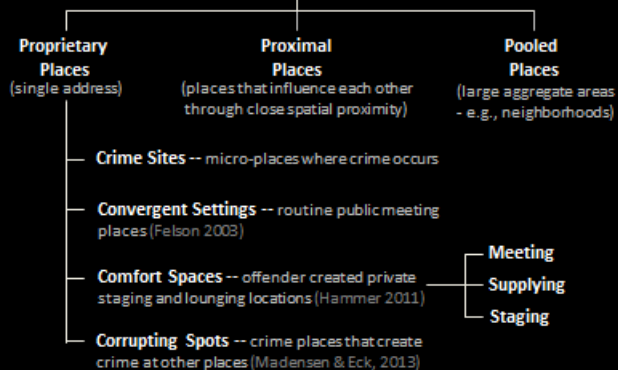 Proprietary
Places
(single address)
Proximal
Places
(places that influence each other
through close spatial proximity)
Pooled
Places
(large aggregate areas
- e.g., neighborhoods)
Crime Sites -- micro-places where crime occurs
Convergent Settings -- routine public meeting
places (Felson 2003)
Comfort Spaces -- offender created private
staging and lounging locations (Hammer 2011)
Meeting
Supplying
Staging
Corrupting Spots -- crime places that create
crime at other places (Madensen & Eck, 2013)